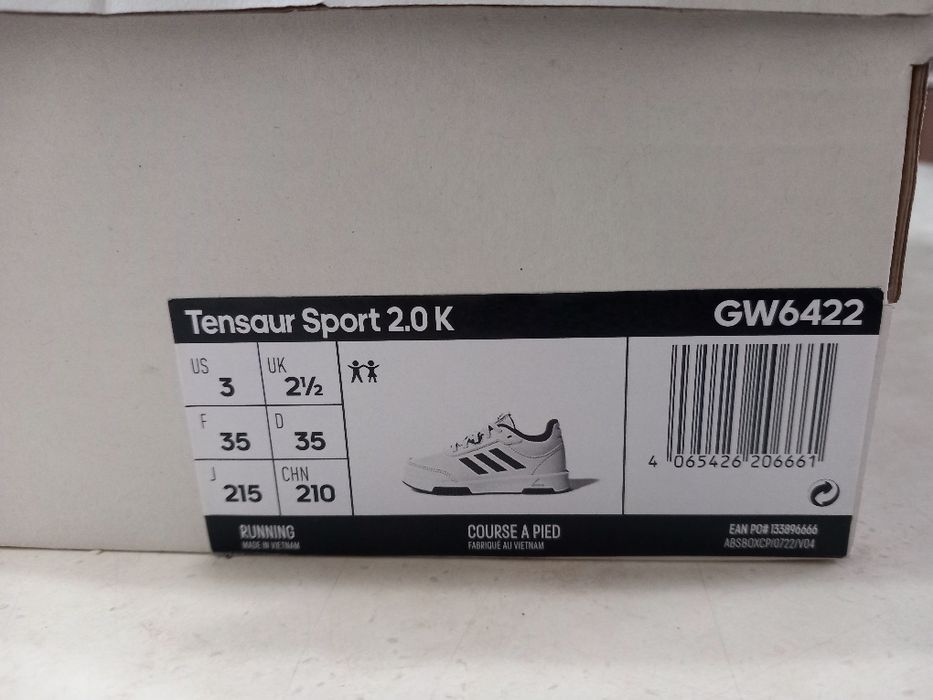 Tensaur Sport 2.0 K GW6422
US 3 UK 2½
F 35 D 35
J 215 CHN 210
4 065426 206661
RUNNING COURSE A PIED EAN PO# 133896666
MADE IN VIETNAM FABRIQUÉ AU VIETNAM ABSBOXCP/0722/V04